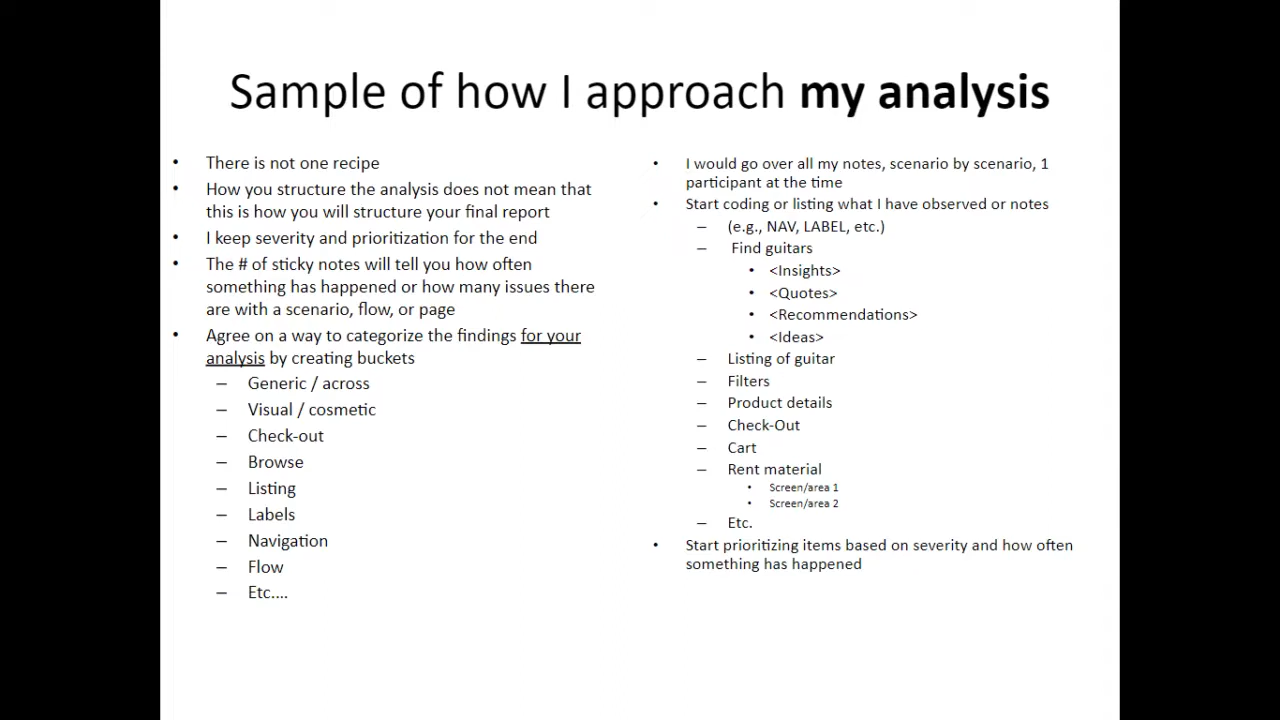 Sample of how I approach my analysis
• There is not one recipe
• How you structure the analysis does not mean that
this is how you will structure your final report
• I keep severity and prioritization for the end
• The # of sticky notes will tell you how often
something has happened or how many issues there
are with a scenario, flow, or page
• Agree on a way to categorize the findings for your
analysis by creating buckets
– Generic / across
– Visual / cosmetic
– Check-out
– Browse
– Listing
– Labels
– Navigation
– Flow
– Etc....
• I would go over all my notes, scenario by scenario, 1
participant at the time
• Start coding or listing what I have observed or notes
– (e.g., NAV, LABEL, etc.)
– Find guitars
• <Insights>
• <Quotes>
• <Recommendations>
• <Ideas>
– Listing of guitar
– Filters
– Product details
– Check-Out
– Cart
– Rent material
• Screen/area 1
• Screen/area 2
– Etc.
• Start prioritizing items based on severity and how often
something has happened